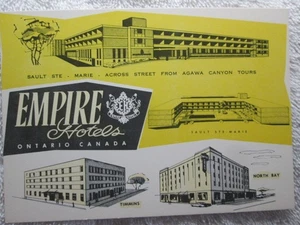 SAULT STE - MARIE - ACROSS STREET FROM AGAWA CANYON TOURS
EMPIRE
Hotels
ONTARIO CANADA
SAULT STE-MARIE
TIMMINS
NORTH BAY